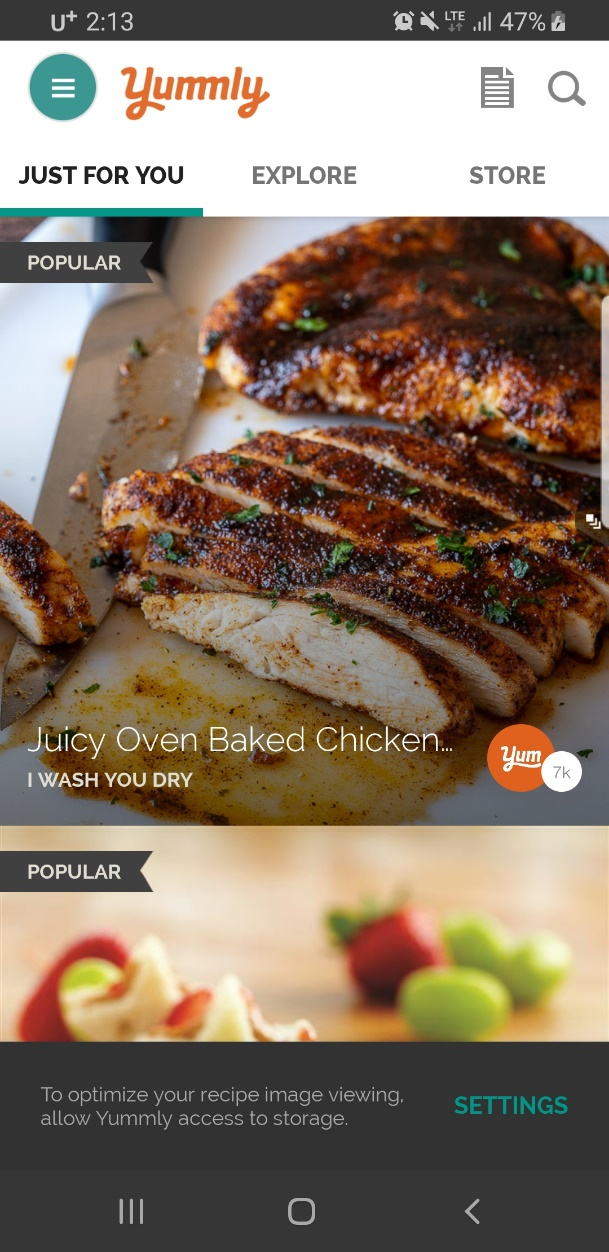 U+ 2:13
LTE
47%
Yummly
JUST FOR YOU
EXPLORE
STORE
POPULAR
Juicy Oven Baked Chicken...
I WASH YOU DRY
Yum
7k
POPULAR
To optimize your recipe image viewing,
allow Yummly access to storage.
SETTINGS